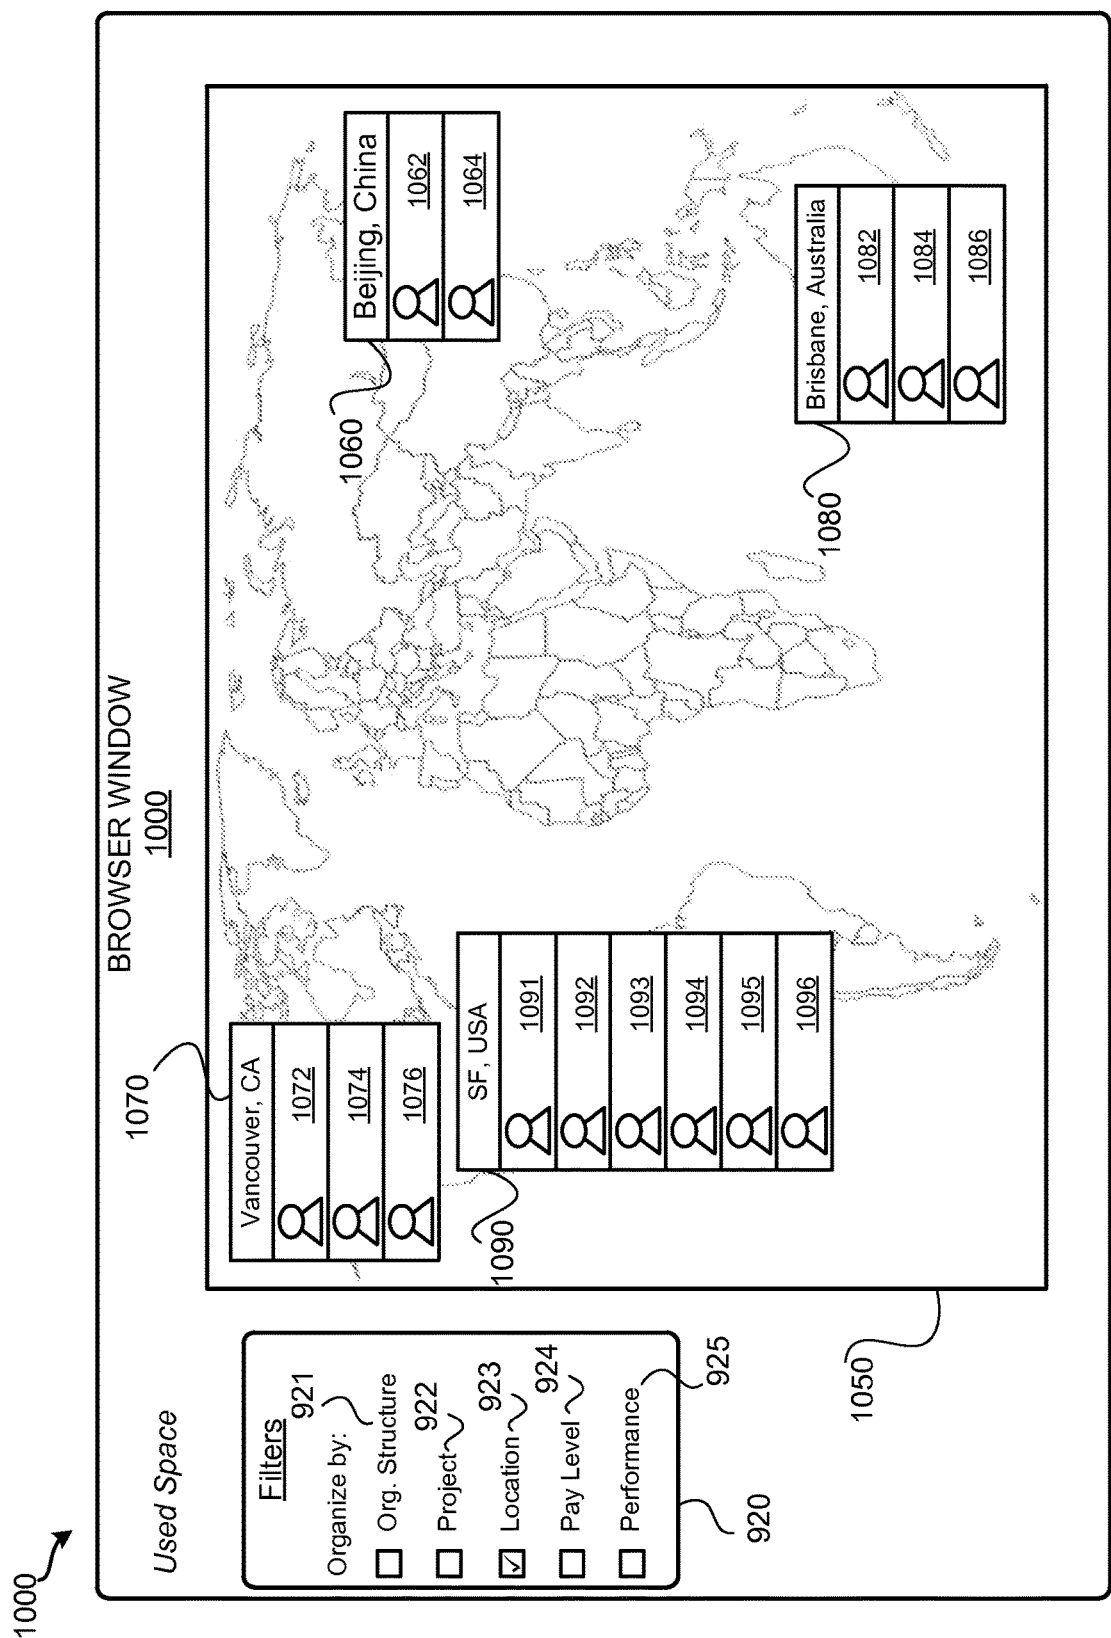 1000
BROWSER WINDOW
1000
Used Space
Filters
Organize by:
921
Org. Structure
922
Project
923
Location
924
Pay Level
925
Performance
920
1070
Vancouver, CA
1072
1074
1076
1090
SF, USA
1091
1092
1093
1094
1095
1096
1060
Beijing, China
1062
1064
1080
Brisbane, Australia
1082
1084
1086
1050